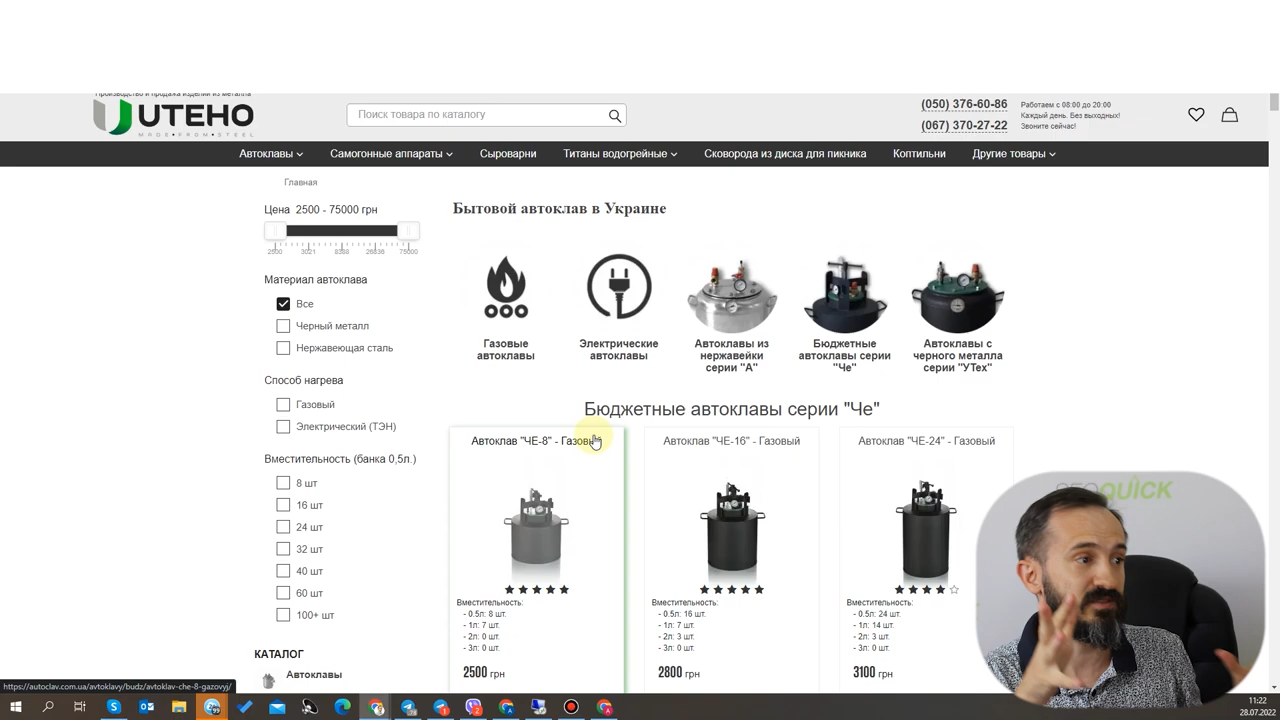 Производство и продажа изделий из металла
UTEHO
MADE•FROM•STEEL
Поиск товара по каталогу
(050) 376-60-86
(067) 370-27-22
Работаем с 08:00 до 20:00
Каждый день. Без выходных!
Звоните сейчас!
Автоклавы
Самогонные аппараты
Сыроварни
Титаны водогрейные
Сковорода из диска для пикника
Коптильни
Другие товары
Главная
Цена 2500 - 75000 грн
2500 3021 8388 26836 75000
Материал автоклава
Все
Черный металл
Нержавеющая сталь
Способ нагрева
Газовый
Электрический (ТЭН)
Вместительность (банка 0,5л.)
8 шт
16 шт
24 шт
32 шт
40 шт
60 шт
100+ шт
КАТАЛОГ
Автоклавы
Бытовой автоклав в Украине
Газовые
автоклавы
Электрические
автоклавы
Автоклавы из
нержавейки
серии "А"
Бюджетные
автоклавы серии
"Че"
Автоклавы с
черного металла
серии "УТех"
Бюджетные автоклавы серии "Че"
Автоклав "ЧЕ-8" - Газовый
Вместительность:
- 0.5л: 8 шт.
- 1л: 7 шт.
- 2л: 0 шт.
- 3л: 0 шт.
2500 грн
Автоклав "ЧЕ-16" - Газовый
Вместительность:
- 0.5л: 16 шт.
- 1л: 7 шт.
- 2л: 3 шт.
- 3л: 0 шт.
2800 грн
Автоклав "ЧЕ-24" - Газовый
Вместительность:
- 0.5л: 24 шт.
- 1л: 14 шт.
- 2л: 3 шт.
- 3л: 0 шт.
3100 грн
QUICK
https://autoclav.com.ua/avtoklavy/budz/avtoklav-che-8-gazovyj/
11:22
28.07.2022